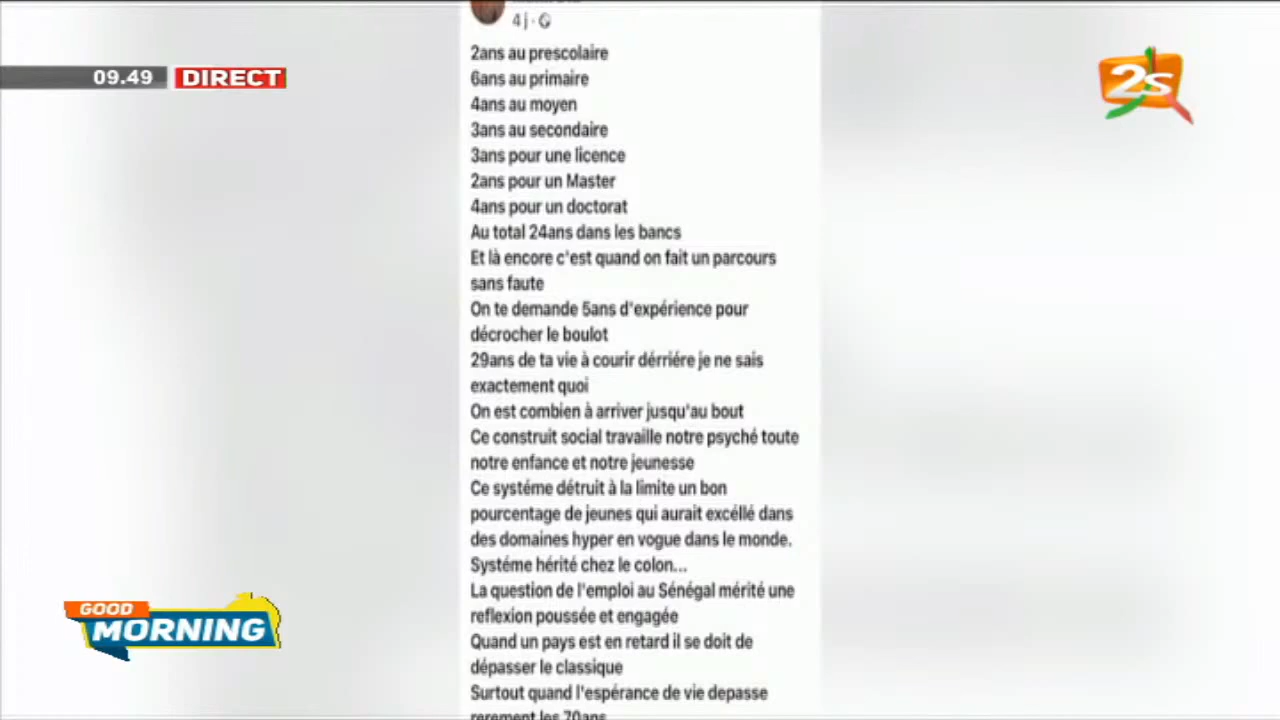 4 j
09.49 DIRECT
2s
2ans au prescolaire
6ans au primaire
4ans au moyen
3ans au secondaire
3ans pour une licence
2ans pour un Master
4ans pour un doctorat
Au total 24ans dans les bancs
Et là encore c'est quand on fait un parcours
sans faute
On te demande 5ans d'expérience pour
décrocher le boulot
29ans de ta vie à courir dérriére je ne sais
exactement quoi
On est combien à arriver jusqu'au bout
Ce construit social travaille notre psyché toute
notre enfance et notre jeunesse
Ce systéme détruit à la limite un bon
pourcentage de jeunes qui aurait excéllé dans
des domaines hyper en vogue dans le monde.
Systéme hérité chez le colon...
La question de l'emploi au Sénégal mérité une
reflexion poussée et engagée
Quand un pays est en retard il se doit de
dépasser le classique
Surtout quand l'espérance de vie depasse
rerement les 70ans
GOOD
MORNING